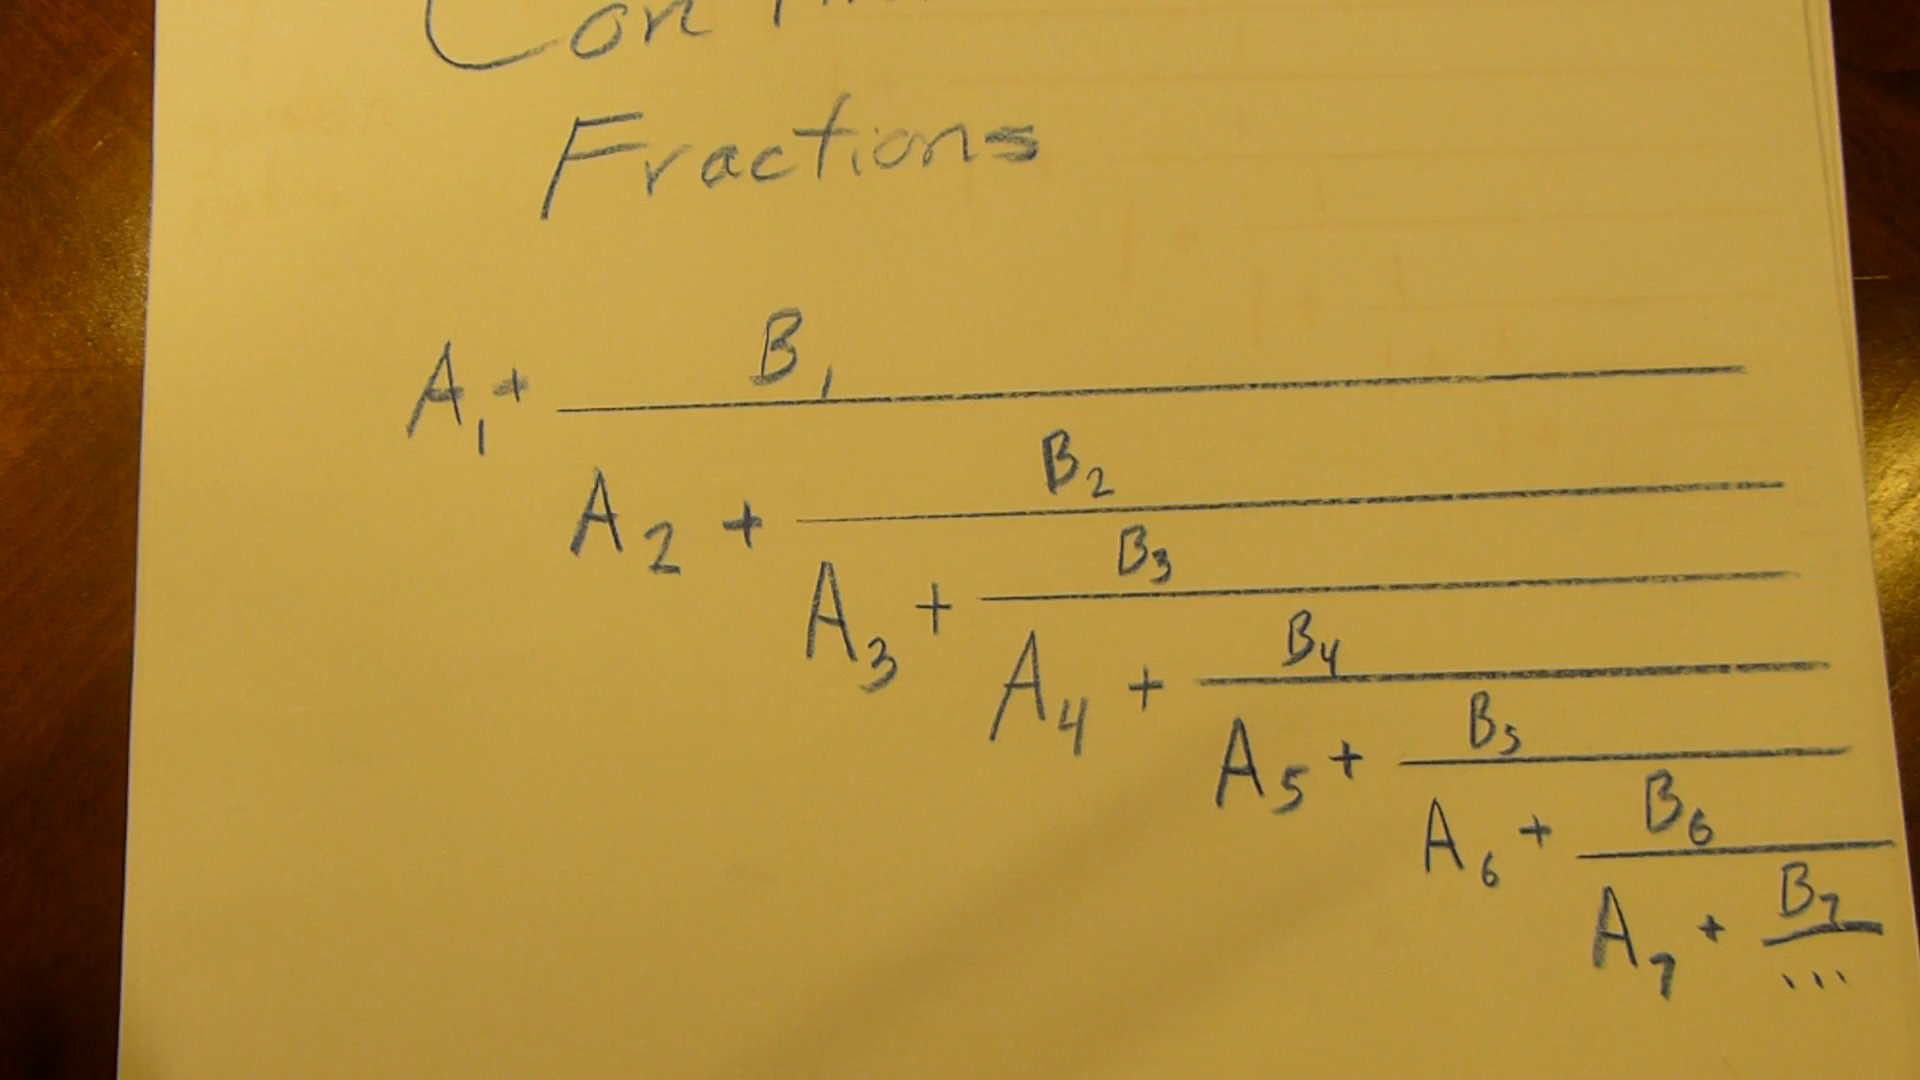 Fractions
A₁ + B₁
A₂ + B₂
A₃ + B₃
A₄ + B₄
A₅ + B₅
A₆ + B₆
A₇ + B₇
...